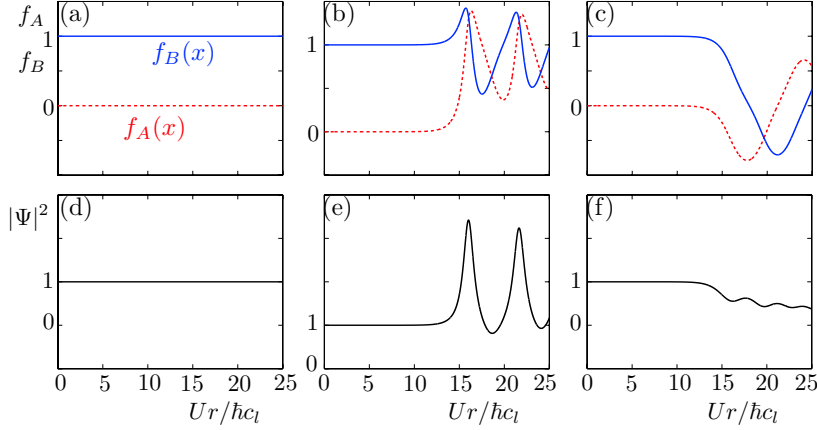 f_A (a) (b) (c)
1 f_B(x) 1 1
f_B
0 f_A(x) 0 0
|Ψ|² (d) (e) (f)
1 1
0 1 0
0
0 5 10 15 20 25 0 5 10 15 20 25 0 5 10 15 20 25
Ur/ħc_l Ur/ħc_l Ur/ħc_l